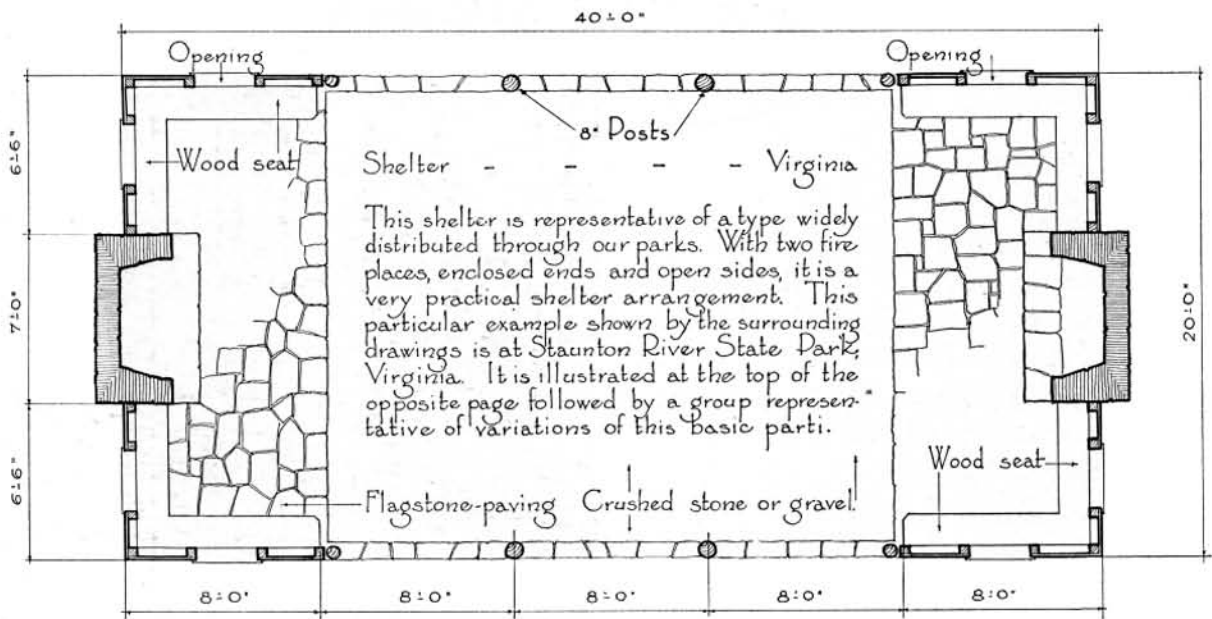 40'-0"
Opening
Opening
8" Posts
Wood seat
Shelter - - - - Virginia
This shelter is representative of a type widely
distributed through our parks. With two fire
places, enclosed ends and open sides, it is a
very practical shelter arrangement. This
particular example shown by the surrounding
drawings is at Staunton River State Park,
Virginia. It is illustrated at the top of the
opposite page followed by a group represen-
tative of variations of this basic parti.
Wood seat
Flagstone-paving
Crushed stone or gravel.
6'-6"
7'-0"
6'-6"
20'-0"
8'-0"
8'-0"
8'-0"
8'-0"
8'-0"